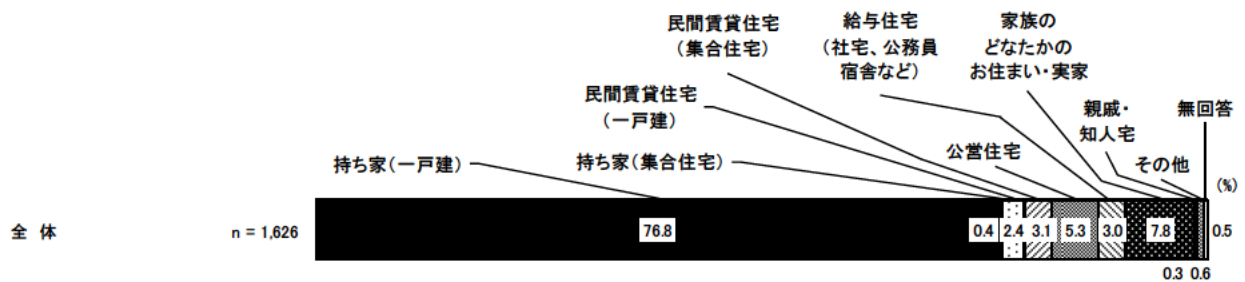 民間賃貸住宅
（集合住宅）
給与住宅
（社宅、公務員
宿舎など）
家族の
どなたかの
お住まい・実家
民間賃貸住宅
（一戸建）
親戚・
知人宅
無回答
持ち家（一戸建）
持ち家（集合住宅）
公営住宅
その他
(%)
全 体
n = 1,626
76.8
0.4
2.4
3.1
5.3
3.0
7.8
0.5
0.3
0.6